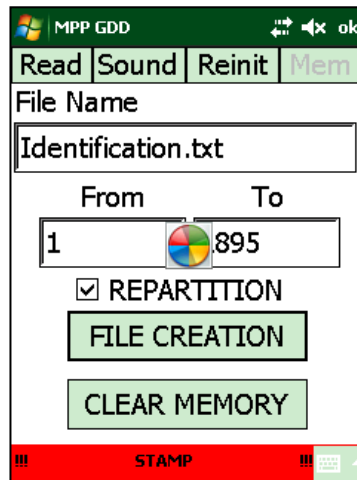 MPP GDD ok
Read Sound Reinit Mem
File Name
Identification.txt
From To
1 895
REPARTITION
FILE CREATION
CLEAR MEMORY
!!! STAMP !!!